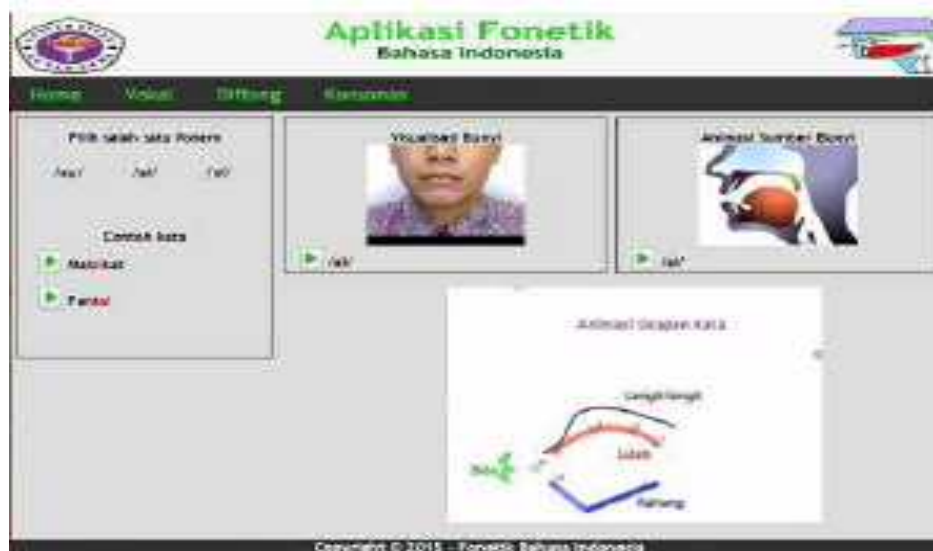 Aplikasi Fonetik
Bahasa Indonesia
Home Vokal Diftong Konsonan
Pilih salah satu Fonem
/au/ /ai/ /oi/
Contoh kata
Pantai
Visualisasi Bunyi
/ai/
Animasi Sumber Bunyi
/ai/
Animasi Ucapan Kata
Langit-langit
Lidah
Rahang
Copyright © 2015 - Fonetik Bahasa Indonesia